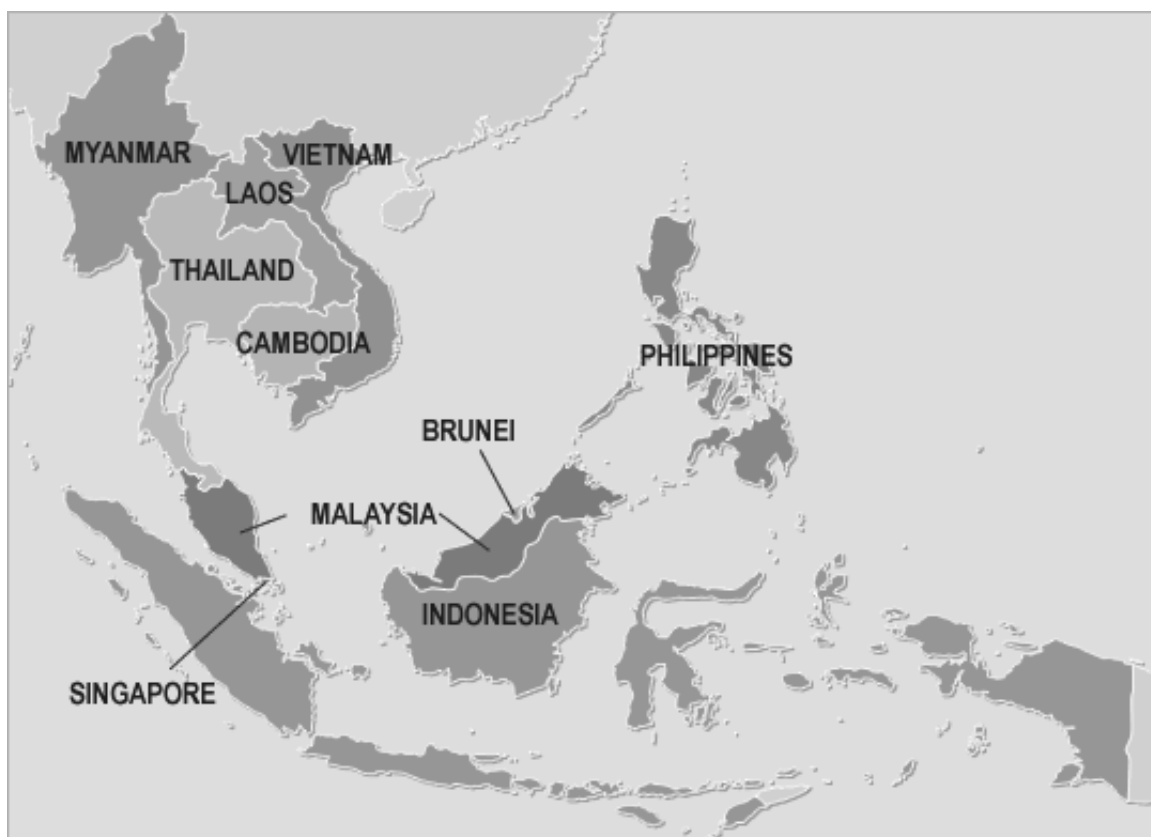 MYANMAR
VIETNAM
LAOS
THAILAND
CAMBODIA
PHILIPPINES
BRUNEI
MALAYSIA
INDONESIA
SINGAPORE